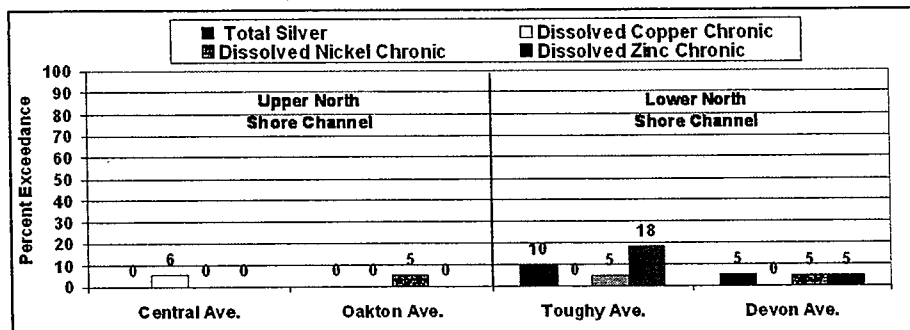 Total Silver Dissolved Copper Chronic
Dissolved Nickel Chronic Dissolved Zinc Chronic
Percent Exceedance
100
90
80
70
60
50
40
30
20
10
0
Upper North
Shore Channel
Lower North
Shore Channel
0 6 0 0
0 0 5 0
10 0 5 18
5 0 5 5
Central Ave. Oakton Ave. Toughy Ave. Devon Ave.